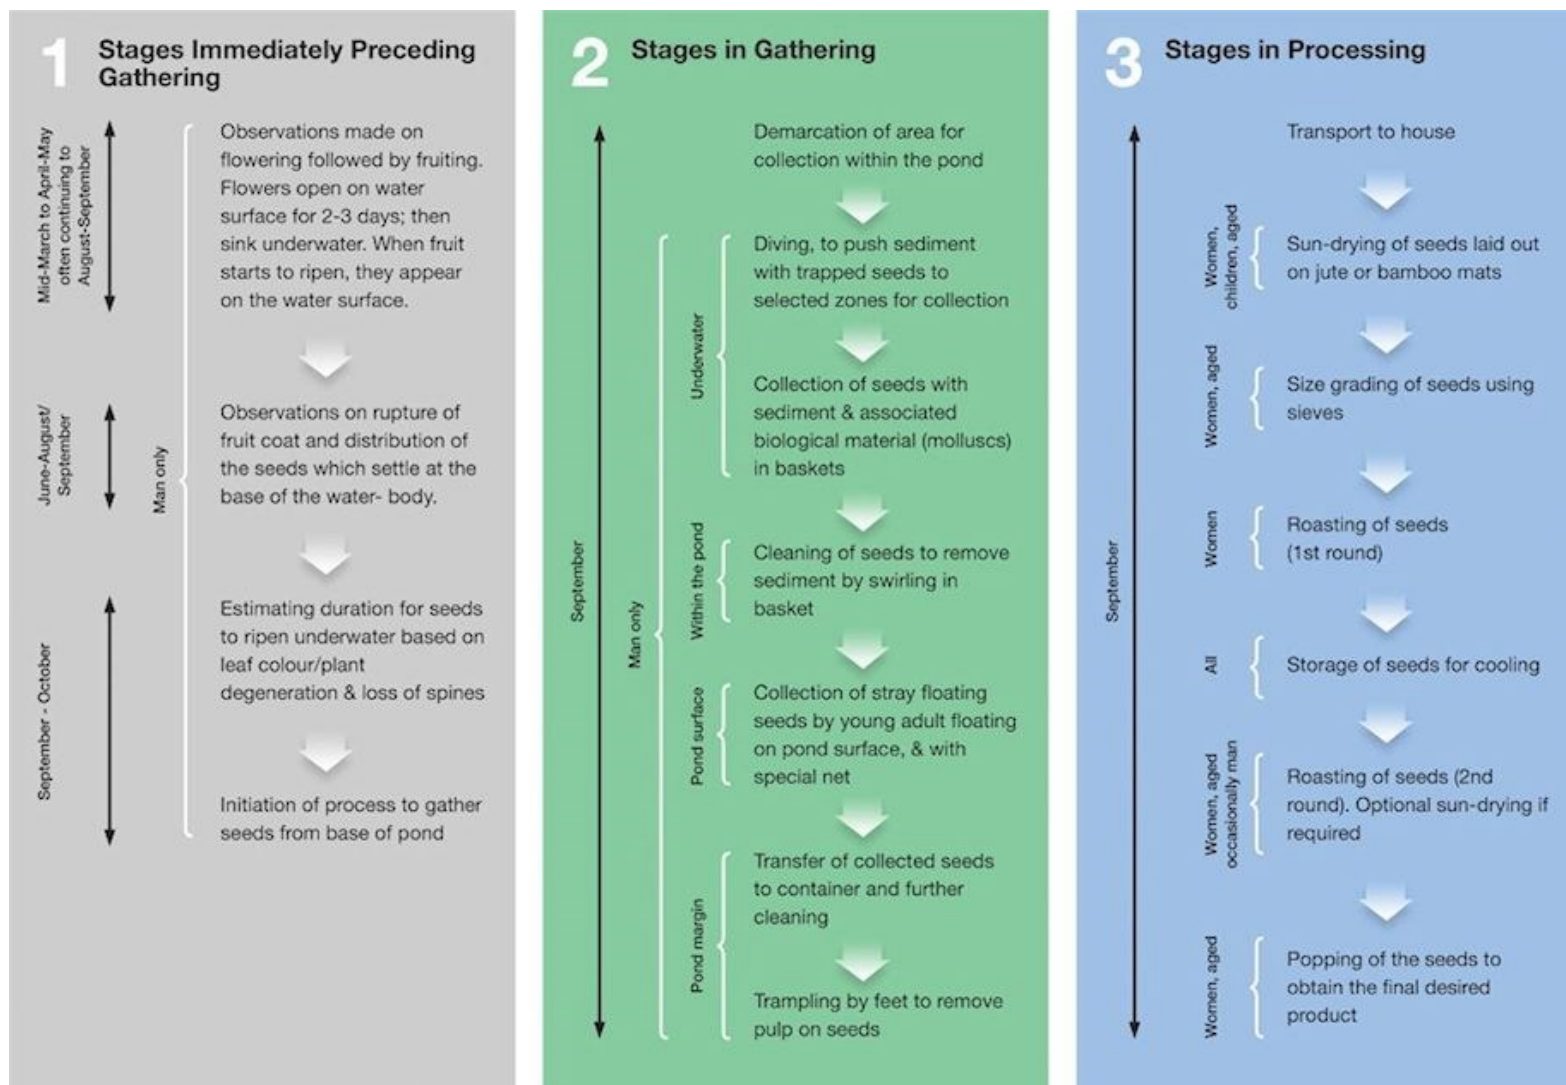 1
Stages Immediately Preceding
Gathering
Mid-March to April-May
often continuing to
August-September
Man only
Observations made on
flowering followed by fruiting.
Flowers open on water
surface for 2-3 days; then
sink underwater. When fruit
starts to ripen, they appear
on the water surface.
June-August/
September
Observations on rupture of
fruit coat and distribution of
the seeds which settle at the
base of the water- body.
September - October
Estimating duration for seeds
to ripen underwater based on
leaf colour/plant
degeneration & loss of spines
Initiation of process to gather
seeds from base of pond
2
Stages in Gathering
September
Demarcation of area for
collection within the pond
Man only
Underwater
Diving, to push sediment
with trapped seeds to
selected zones for collection
Collection of seeds with
sediment & associated
biological material (molluscs)
in baskets
Within the pond
Cleaning of seeds to remove
sediment by swirling in
basket
Pond surface
Collection of stray floating
seeds by young adult floating
on pond surface, & with
special net
Pond margin
Transfer of collected seeds
to container and further
cleaning
Trampling by feet to remove
pulp on seeds
3
Stages in Processing
September
Transport to house
Women,
children, aged
Sun-drying of seeds laid out
on jute or bamboo mats
Women, aged
Size grading of seeds using
sieves
Women
Roasting of seeds
(1st round)
All
Storage of seeds for cooling
Women, aged
occasionally man
Roasting of seeds (2nd
round). Optional sun-drying if
required
Women, aged
Popping of the seeds to
obtain the final desired
product